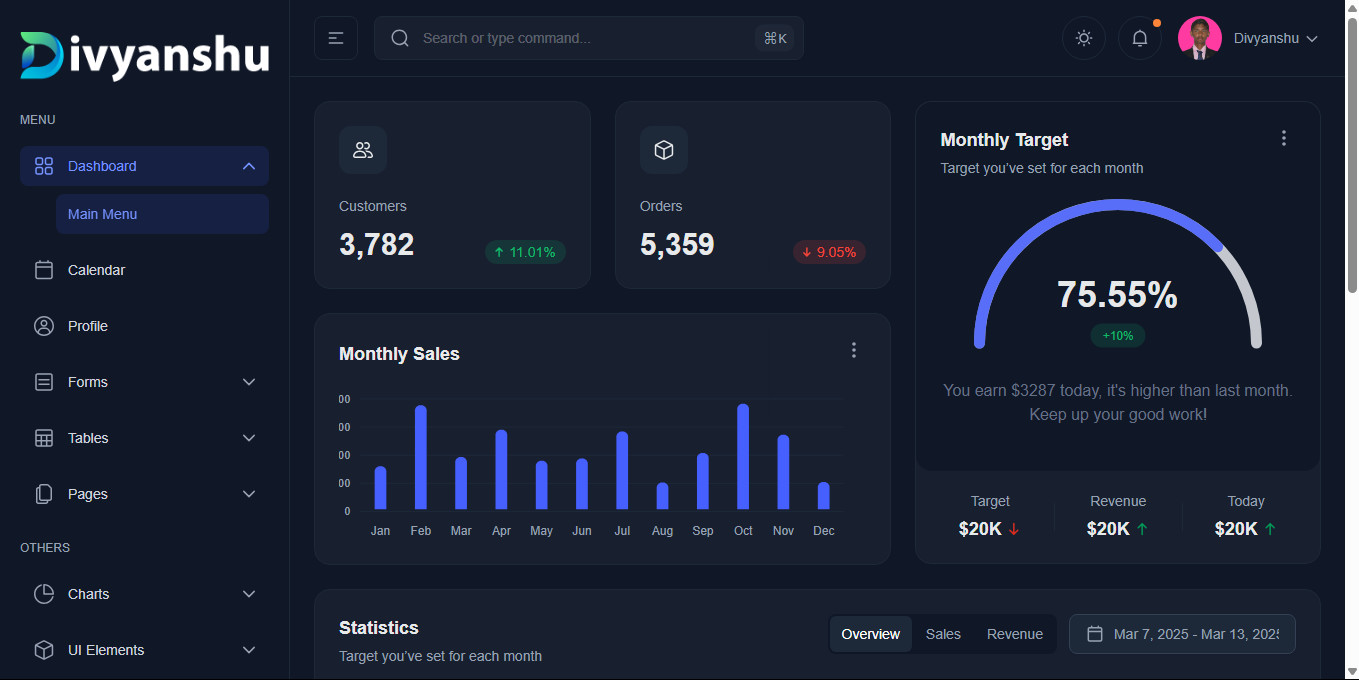 Divyanshu
MENU
Dashboard
Main Menu
Calendar
Profile
Forms
Tables
Pages
OTHERS
Charts
UI Elements
Search or type command...
⌘K
Divyanshu
Customers
3,782
↑ 11.01%
Orders
5,359
↓ 9.05%
Monthly Sales
00
00
00
00
0
Jan Feb Mar Apr May Jun Jul Aug Sep Oct Nov Dec
Monthly Target
Target you’ve set for each month
75.55%
+10%
You earn $3287 today, it's higher than last month.
Keep up your good work!
Target Revenue Today
$20K ↓ $20K ↑ $20K ↑
Statistics
Target you’ve set for each month
Overview Sales Revenue
Mar 7, 2025 - Mar 13, 2025